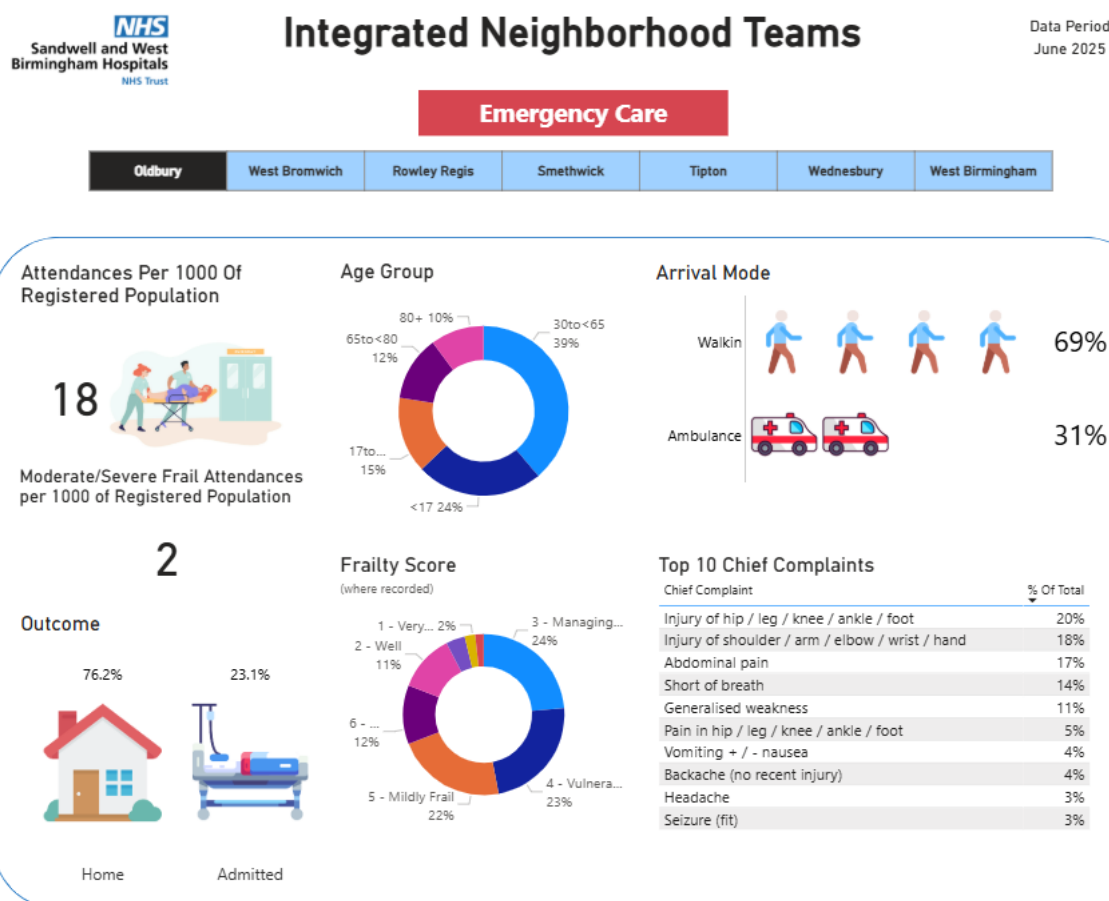 NHS
Sandwell and West
Birmingham Hospitals
NHS Trust
Integrated Neighborhood Teams
Data Period
June 2025
Emergency Care
Oldbury
West Bromwich
Rowley Regis
Smethwick
Tipton
Wednesbury
West Birmingham
Attendances Per 1000 Of
Registered Population
18
Moderate/Severe Frail Attendances
per 1000 of Registered Population
2
Outcome
76.2%
23.1%
Home
Admitted
Age Group
80+ 10%
30to<65
39%
65to<80
12%
17to...
15%
<17 24%
Frailty Score
(where recorded)
1 - Very... 2%
3 - Managing...
24%
2 - Well
11%
6 - ...
12%
5 - Mildly Frail
22%
4 - Vulnera...
23%
Arrival Mode
Walkin
69%
Ambulance
31%
Top 10 Chief Complaints
Chief Complaint % Of Total
Injury of hip / leg / knee / ankle / foot 20%
Injury of shoulder / arm / elbow / wrist / hand 18%
Abdominal pain 17%
Short of breath 14%
Generalised weakness 11%
Pain in hip / leg / knee / ankle / foot 5%
Vomiting + / - nausea 4%
Backache (no recent injury) 4%
Headache 3%
Seizure (fit) 3%